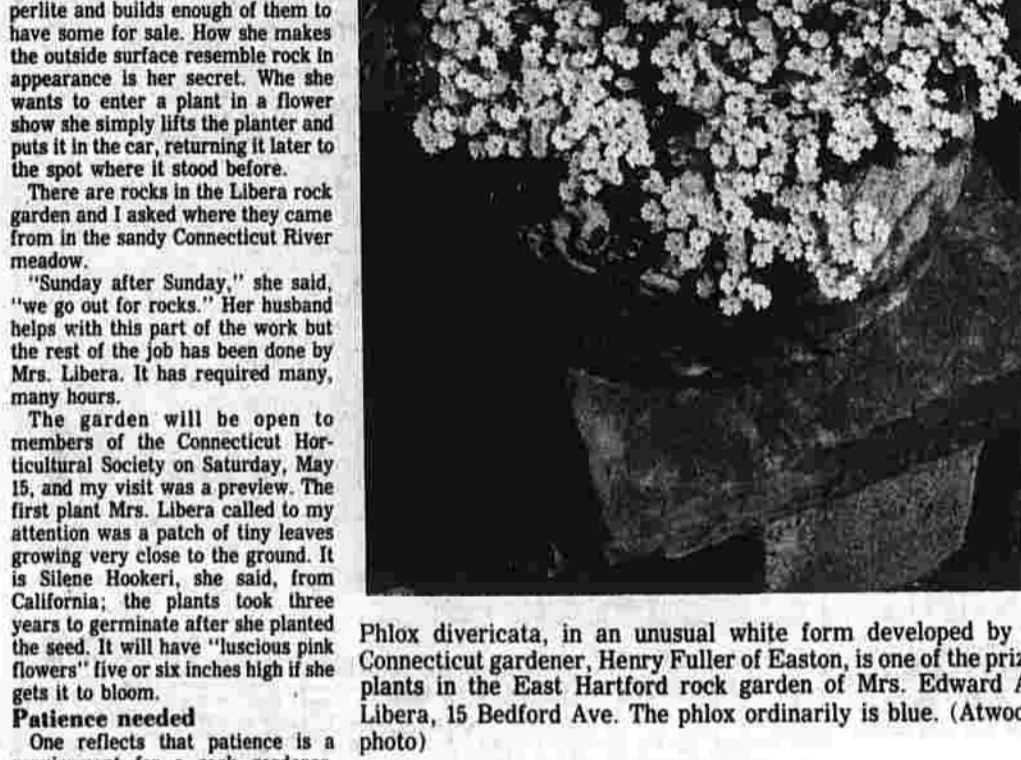 perlite and builds enough of them to
have some for sale. How she makes
the outside surface resemble rock in
appearance is her secret. Whe she
wants to enter a plant in a flower
show she simply lifts the planter and
puts it in the car, returning it later to
the spot where it stood before.
There are rocks in the Libera rock
garden and I asked where they came
from in the sandy Connecticut River
meadow.
"Sunday after Sunday," she said,
"we go out for rocks." Her husband
helps with this part of the work but
the rest of the job has been done by
Mrs. Libera. It has required many,
many hours.
The garden will be open to
members of the Connecticut Hor-
ticultural Society on Saturday, May
15, and my visit was a preview. The
first plant Mrs. Libera called to my
attention was a patch of tiny leaves
growing very close to the ground. It
is Silene Hookeri, she said, from
California; the plants took three
years to germinate after she planted
the seed. It will have "luscious pink
flowers" five or six inches high if she
gets it to bloom.
Patience needed
One reflects that patience is a
Phlox divericata, in an unusual white form developed by
Connecticut gardener, Henry Fuller of Easton, is one of the priz
plants in the East Hartford rock garden of Mrs. Edward A
Libera, 15 Bedford Ave. The phlox ordinarily is blue. (Atwoo
photo)